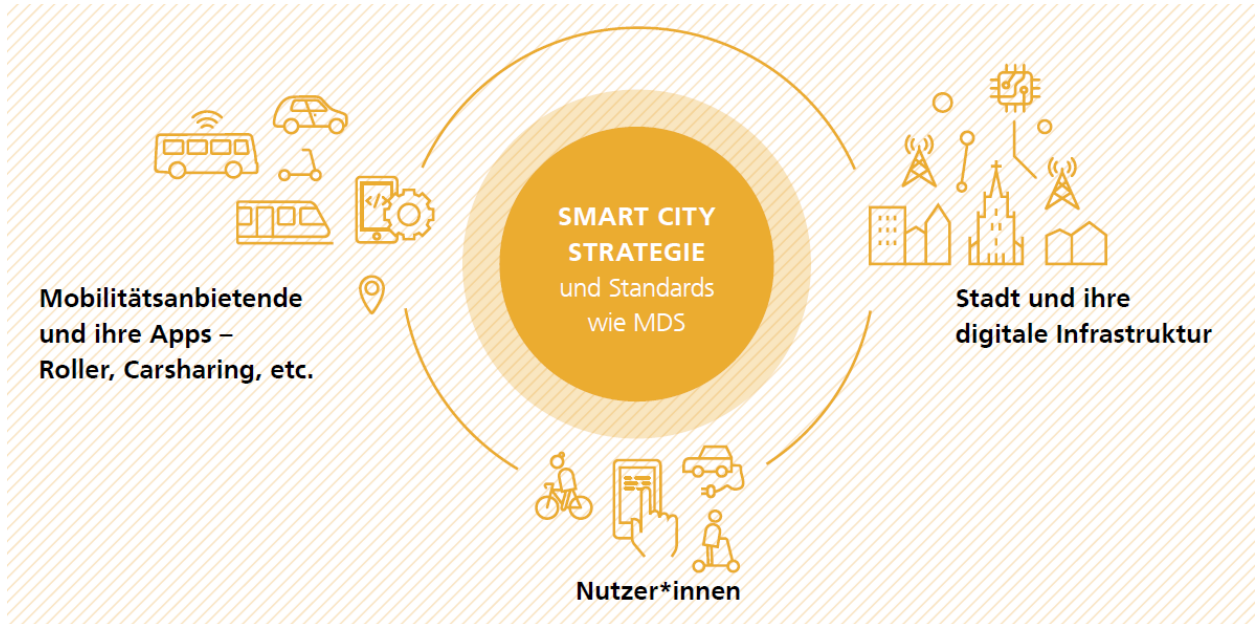 SMART CITY
STRATEGIE
und Standards
wie MDS
Mobilitätsanbietende
und ihre Apps –
Roller, Carsharing, etc.
Stadt und ihre
digitale Infrastruktur
Nutzer*innen